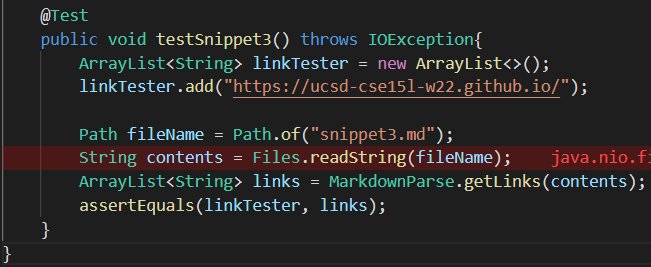 @Test
public void testSnippet3() throws IOException{
ArrayList<String> linkTester = new ArrayList<>();
linkTester.add("https://ucsd-cse15l-w22.github.io/");
Path fileName = Path.of("snippet3.md");
String contents = Files.readString(fileName); java.nio.fi
ArrayList<String> links = MarkdownParse.getLinks(contents);
assertEquals(linkTester, links);
}
}